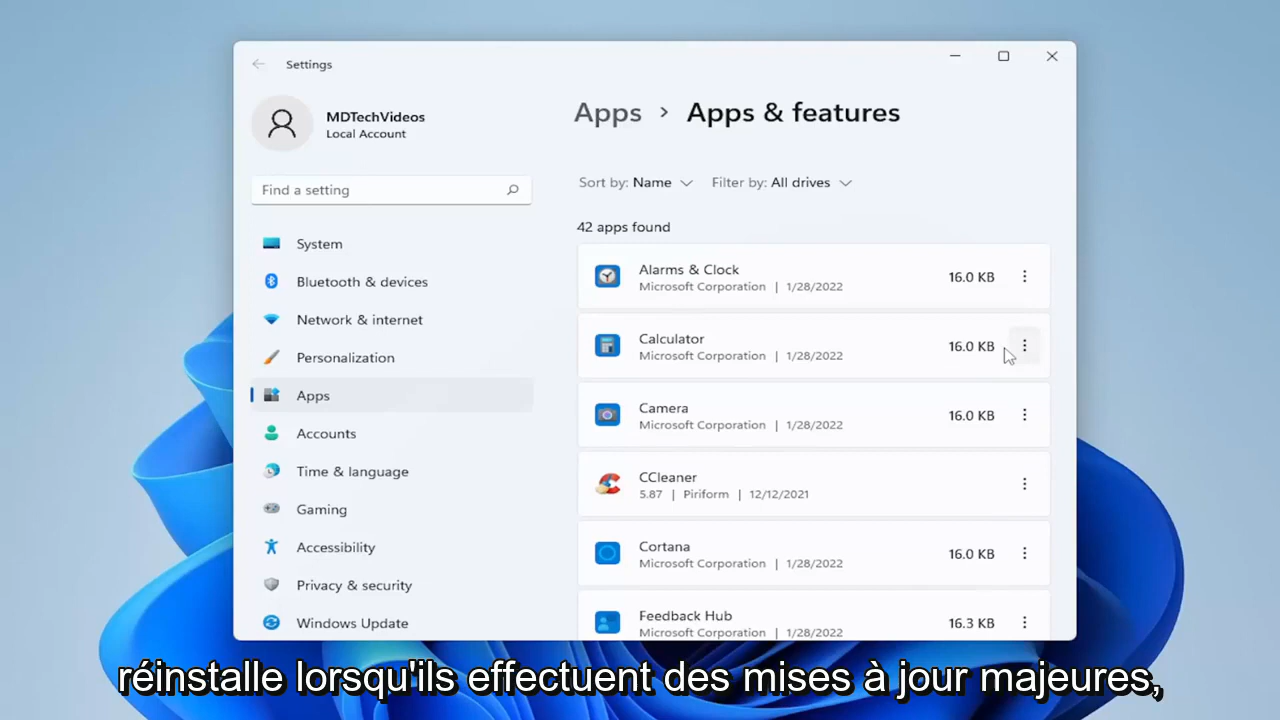 Settings
MDTechVideos
Local Account
Find a setting
System
Bluetooth & devices
Network & internet
Personalization
Apps
Accounts
Time & language
Gaming
Accessibility
Privacy & security
Windows Update
Apps > Apps & features
Sort by: Name Filter by: All drives
42 apps found
Alarms & Clock
Microsoft Corporation | 1/28/2022
16.0 KB
Calculator
Microsoft Corporation | 1/28/2022
16.0 KB
Camera
Microsoft Corporation | 1/28/2022
16.0 KB
CCleaner
5.87 | Piriform | 12/12/2021
Cortana
Microsoft Corporation | 1/28/2022
16.0 KB
Feedback Hub
Microsoft Corporation | 1/28/2022
16.3 KB
réinstalle lorsqu'ils effectuent des mises à jour majeures,